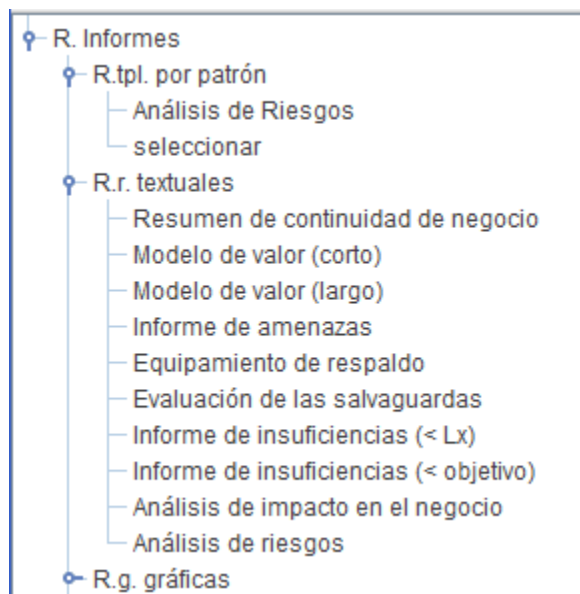 R. Informes
R.tpl. por patrón
Análisis de Riesgos
seleccionar
R.r. textuales
Resumen de continuidad de negocio
Modelo de valor (corto)
Modelo de valor (largo)
Informe de amenazas
Equipamiento de respaldo
Evaluación de las salvaguardas
Informe de insuficiencias (< Lx)
Informe de insuficiencias (< objetivo)
Análisis de impacto en el negocio
Análisis de riesgos
R.g. gráficas